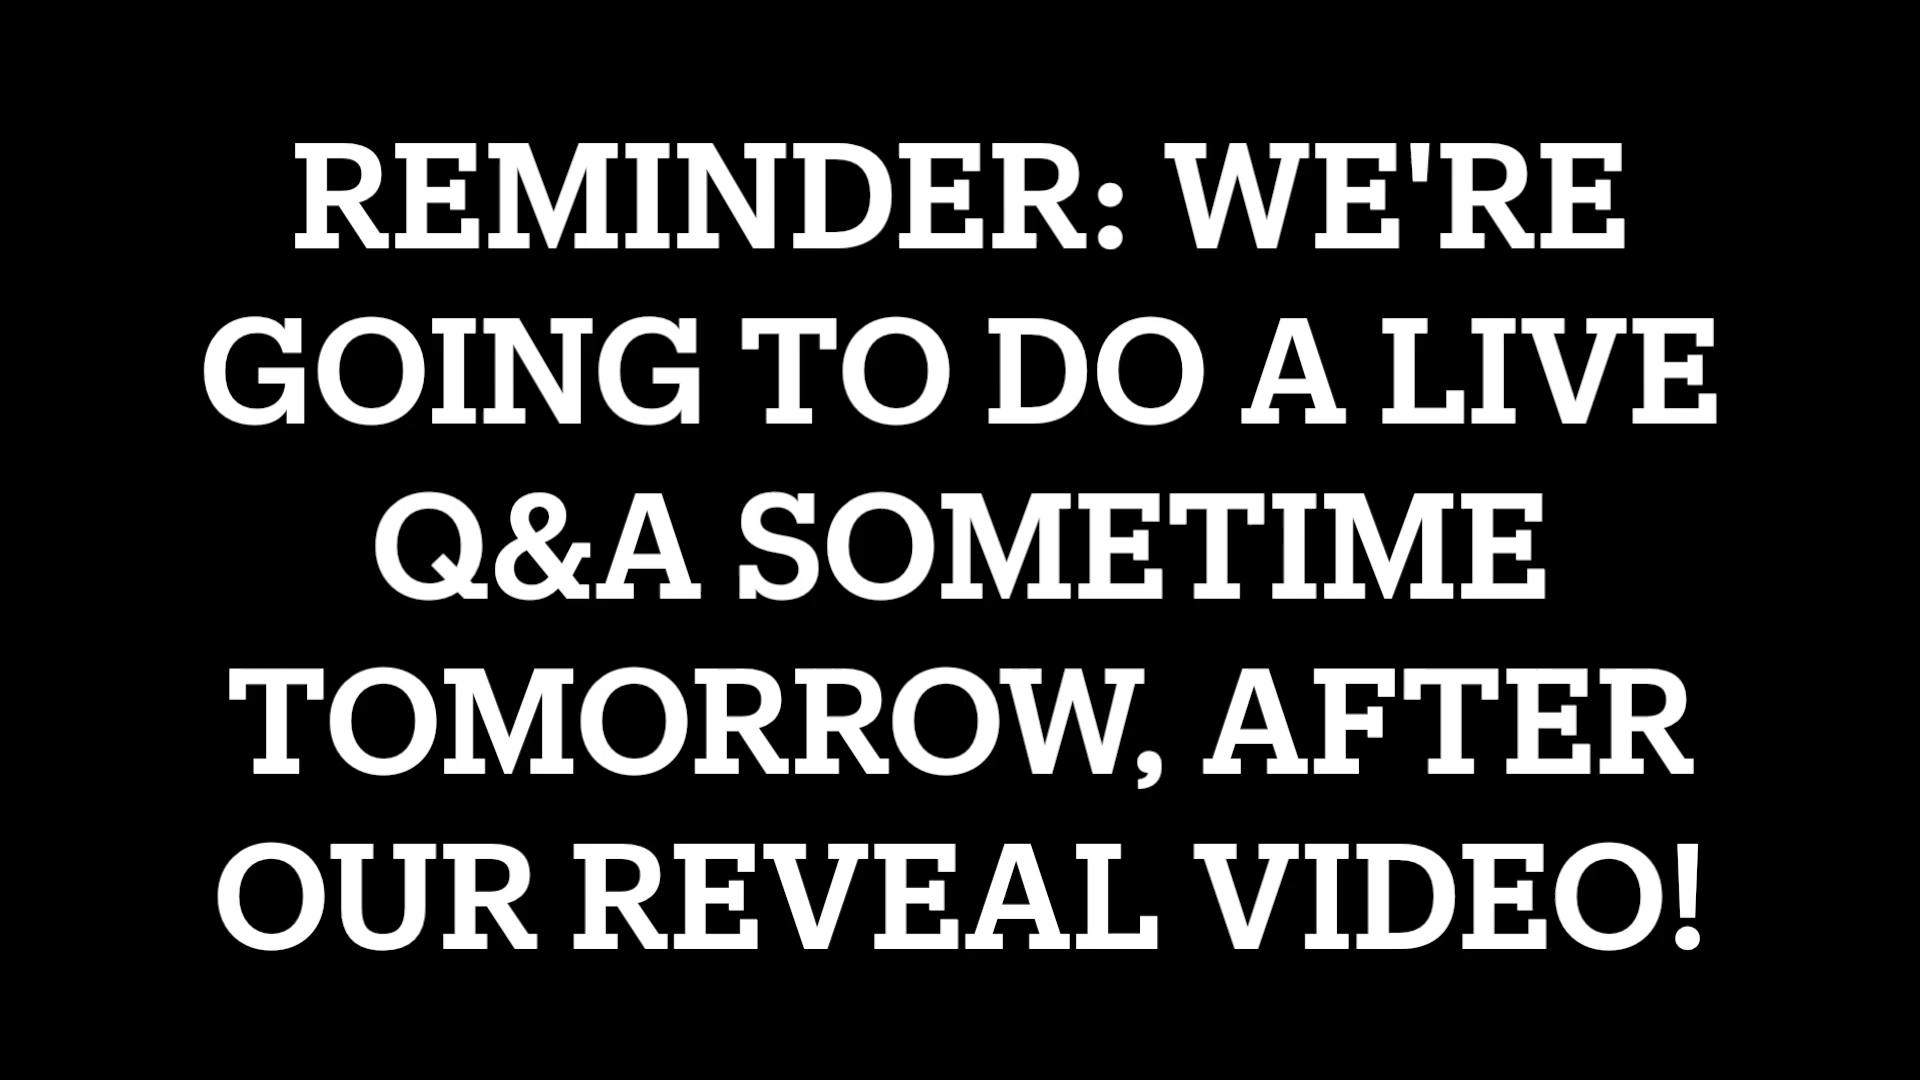 REMINDER: WE'RE
GOING TO DO A LIVE
Q&A SOMETIME
TOMORROW, AFTER
OUR REVEAL VIDEO!